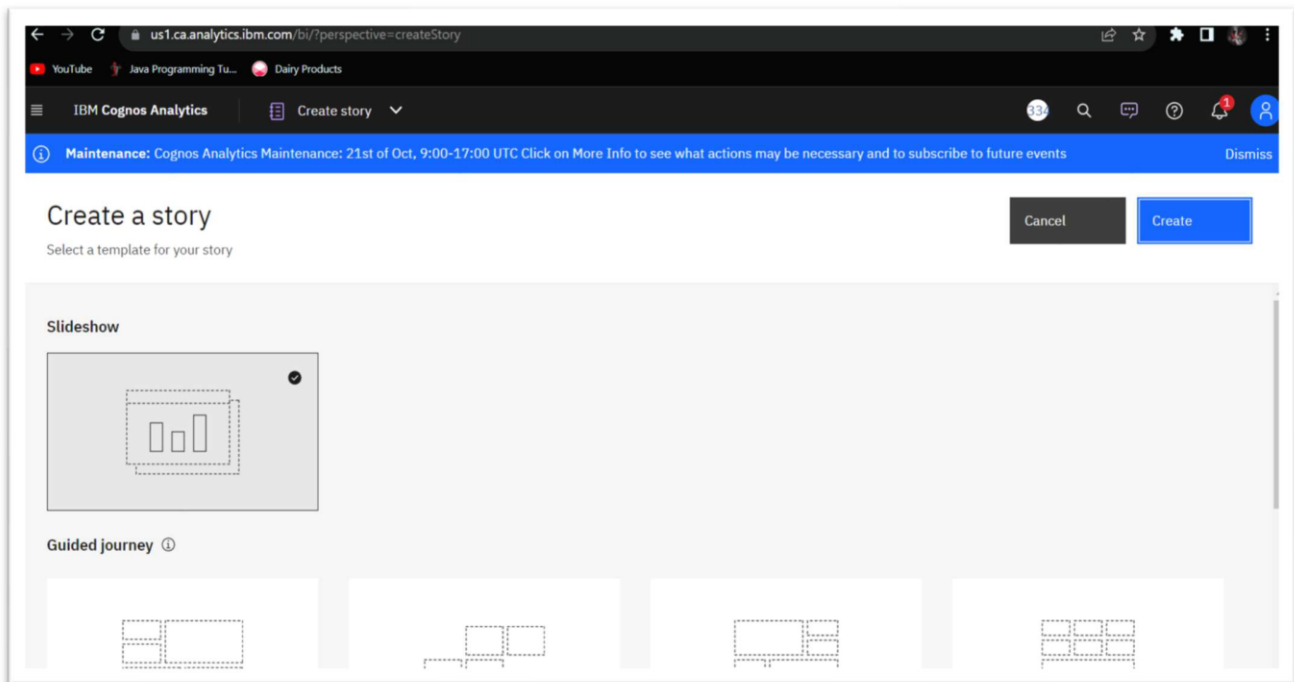 us1.ca.analytics.ibm.com/bi/?perspective=createStory
YouTube Java Programming Tu... Dairy Products
IBM Cognos Analytics Create story 334 1
Maintenance: Cognos Analytics Maintenance: 21st of Oct, 9:00-17:00 UTC Click on More Info to see what actions may be necessary and to subscribe to future events Dismiss
Create a story Cancel Create
Select a template for your story
Slideshow
Guided journey